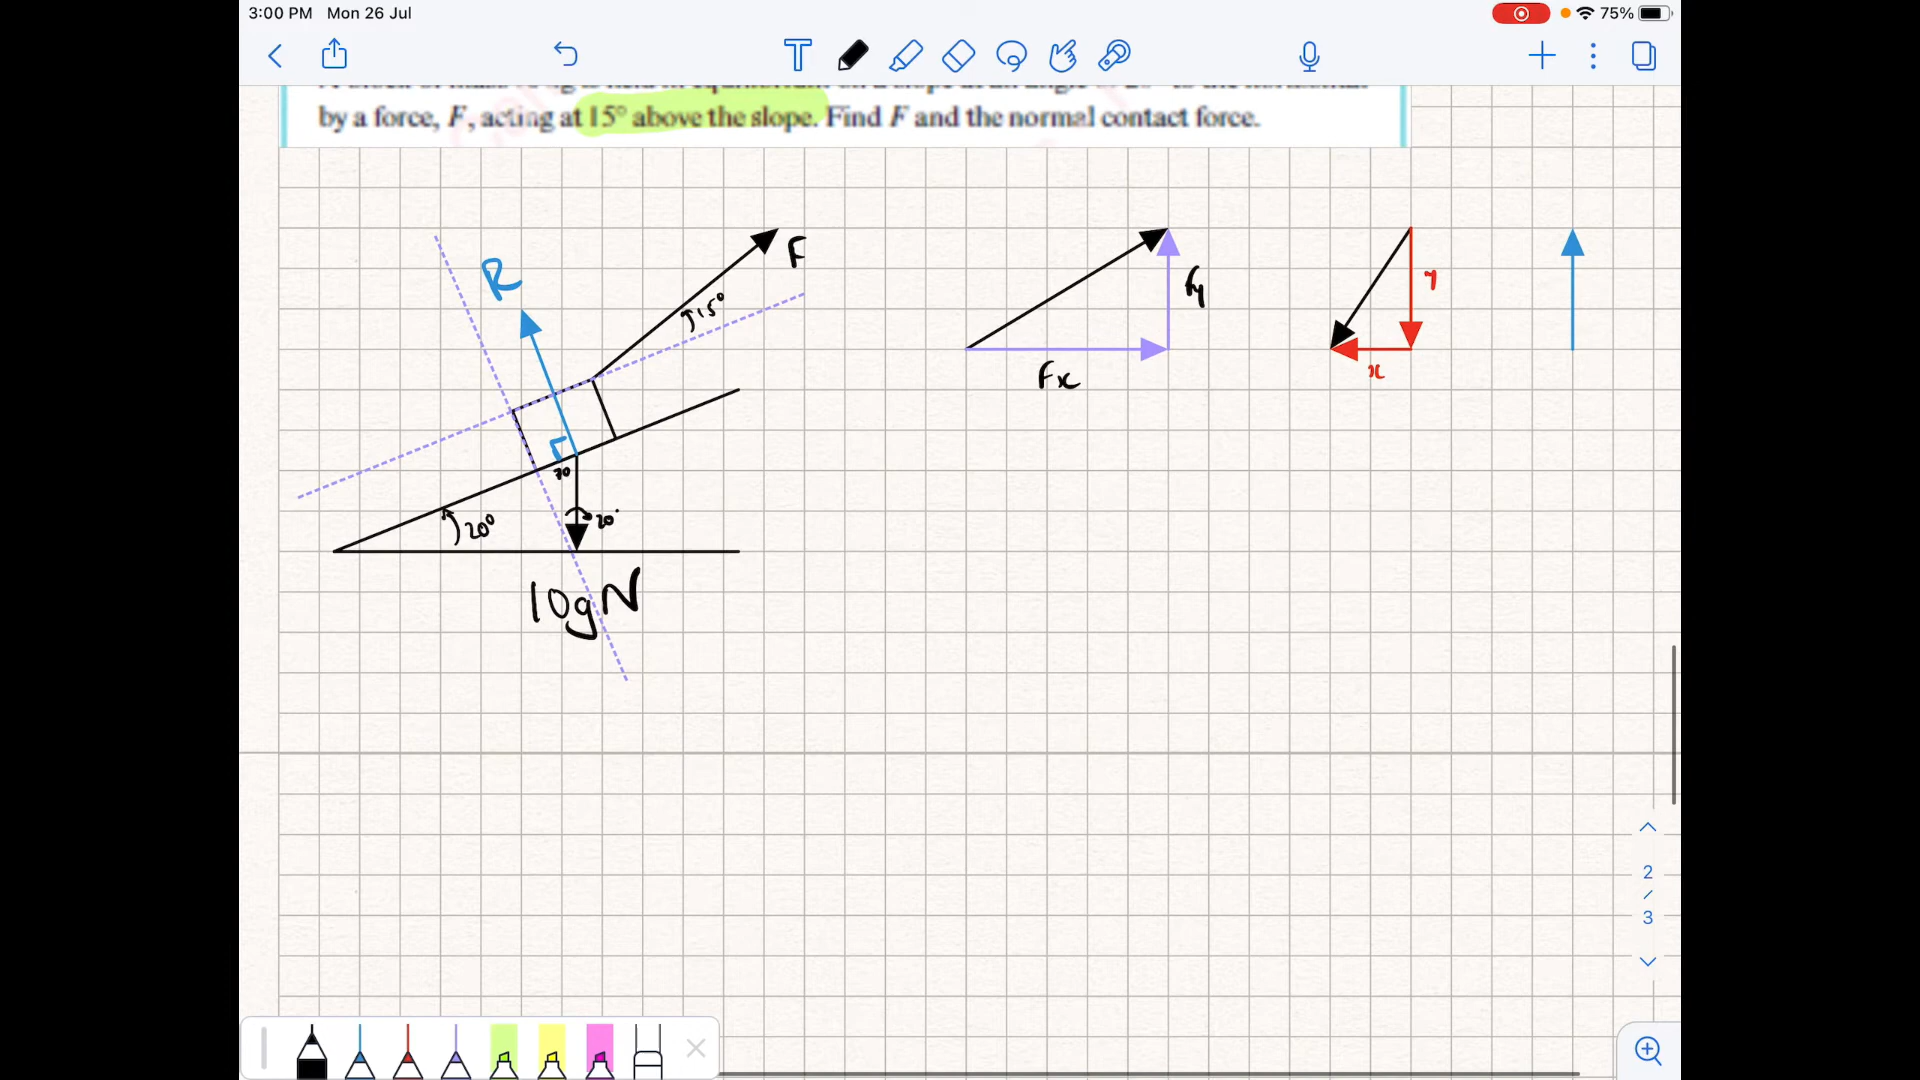 3:00 PM Mon 26 Jul
75%
T
by a force, F, acting at 15° above the slope. Find F and the normal contact force.
R
F
15°
Fy
y
Fx
x
70
20°
20°
10gN
2
3